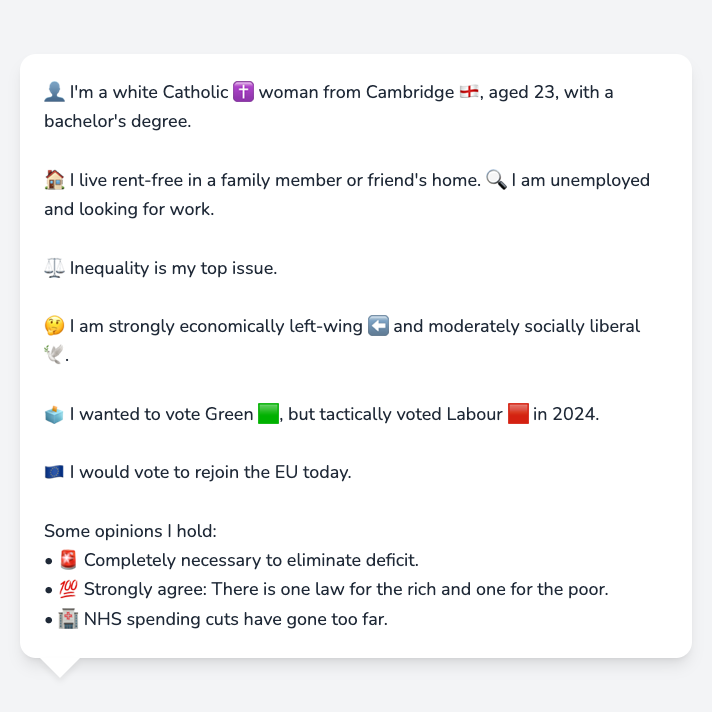 👤 I'm a white Catholic ✝️ woman from Cambridge 🏴󠁧󠁢󠁥󠁮󠁧󠁿, aged 23, with a
bachelor's degree.
🏠 I live rent-free in a family member or friend's home. 🔍 I am unemployed
and looking for work.
⚖️ Inequality is my top issue.
🤔 I am strongly economically left-wing ⬅️ and moderately socially liberal
🕊️.
🗳️ I wanted to vote Green 🟩, but tactically voted Labour 🟥 in 2024.
🇪🇺 I would vote to rejoin the EU today.
Some opinions I hold:
• 🚨 Completely necessary to eliminate deficit.
• 💯 Strongly agree: There is one law for the rich and one for the poor.
• 🏥 NHS spending cuts have gone too far.